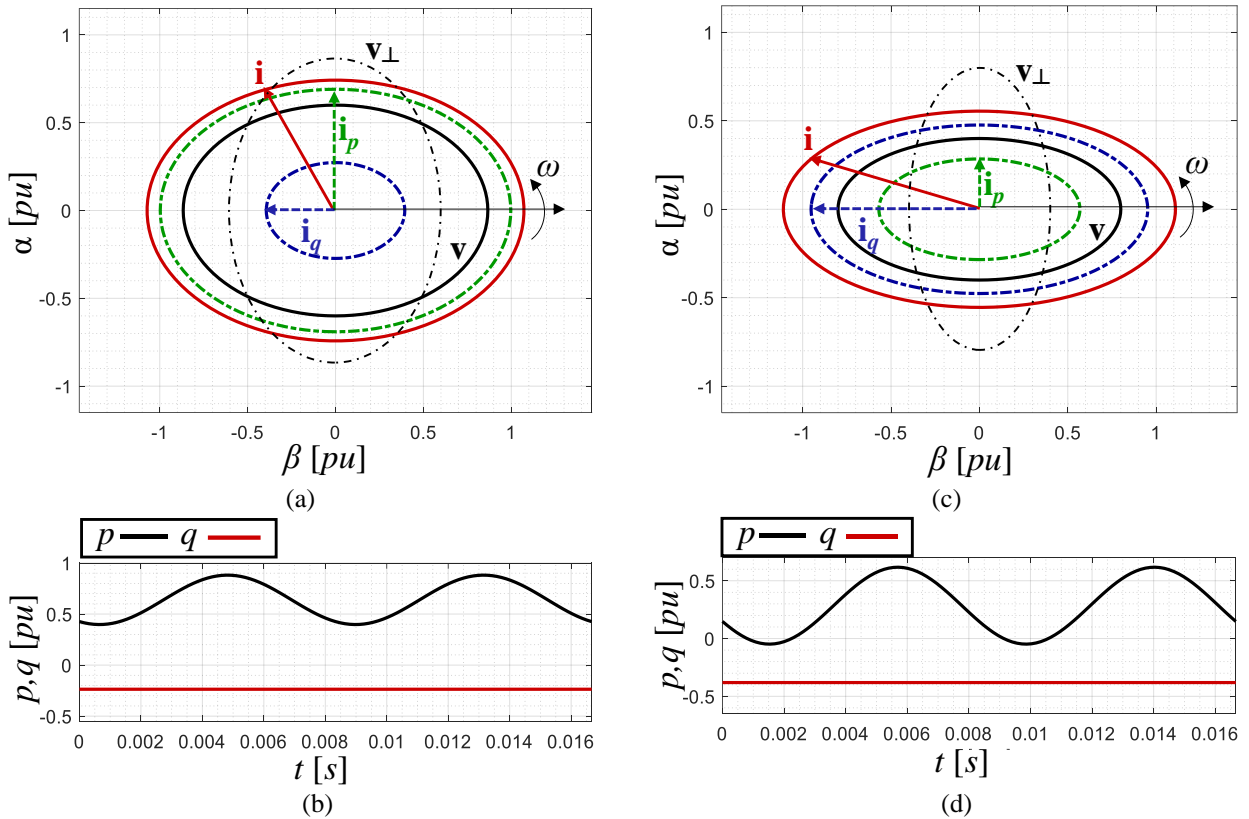 1
0.5
0
-0.5
-1
α [pu]
v⊥
i
i_p
i_q
v
ω
-1
-0.5
0
0.5
1
β [pu]
(a)
1
0.5
0
-0.5
-1
α [pu]
v⊥
i
i_p
i_q
v
ω
-1
-0.5
0
0.5
1
β [pu]
(c)
p q
1
0.5
0
-0.5
p,q [pu]
0 0.002 0.004 0.006 0.008 0.01 0.012 0.014 0.016
t [s]
(b)
p q
0.5
0
-0.5
p,q [pu]
0 0.002 0.004 0.006 0.008 0.01 0.012 0.014 0.016
t [s]
(d)